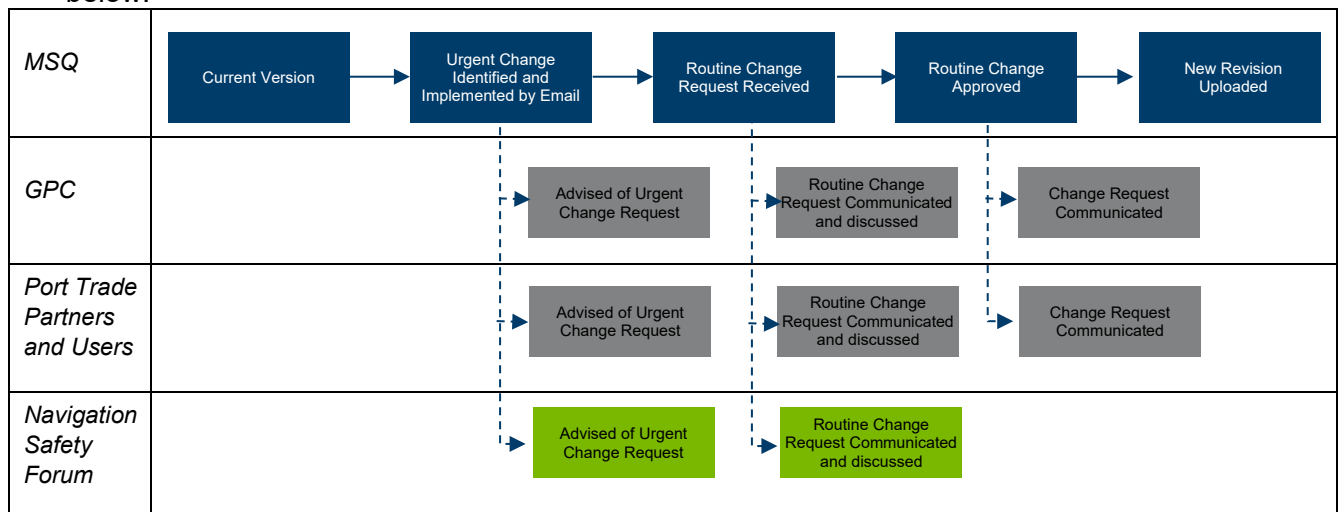 below.
MSQ
Current Version
Urgent Change
Identified and
Implemented by Email
Routine Change
Request Received
Routine Change
Approved
New Revision
Uploaded
GPC
Advised of Urgent
Change Request
Routine Change
Request Communicated
and discussed
Change Request
Communicated
Port Trade
Partners
and Users
Advised of Urgent
Change Request
Routine Change
Request Communicated
and discussed
Change Request
Communicated
Navigation
Safety
Forum
Advised of Urgent
Change Request
Routine Change
Request Communicated
and discussed